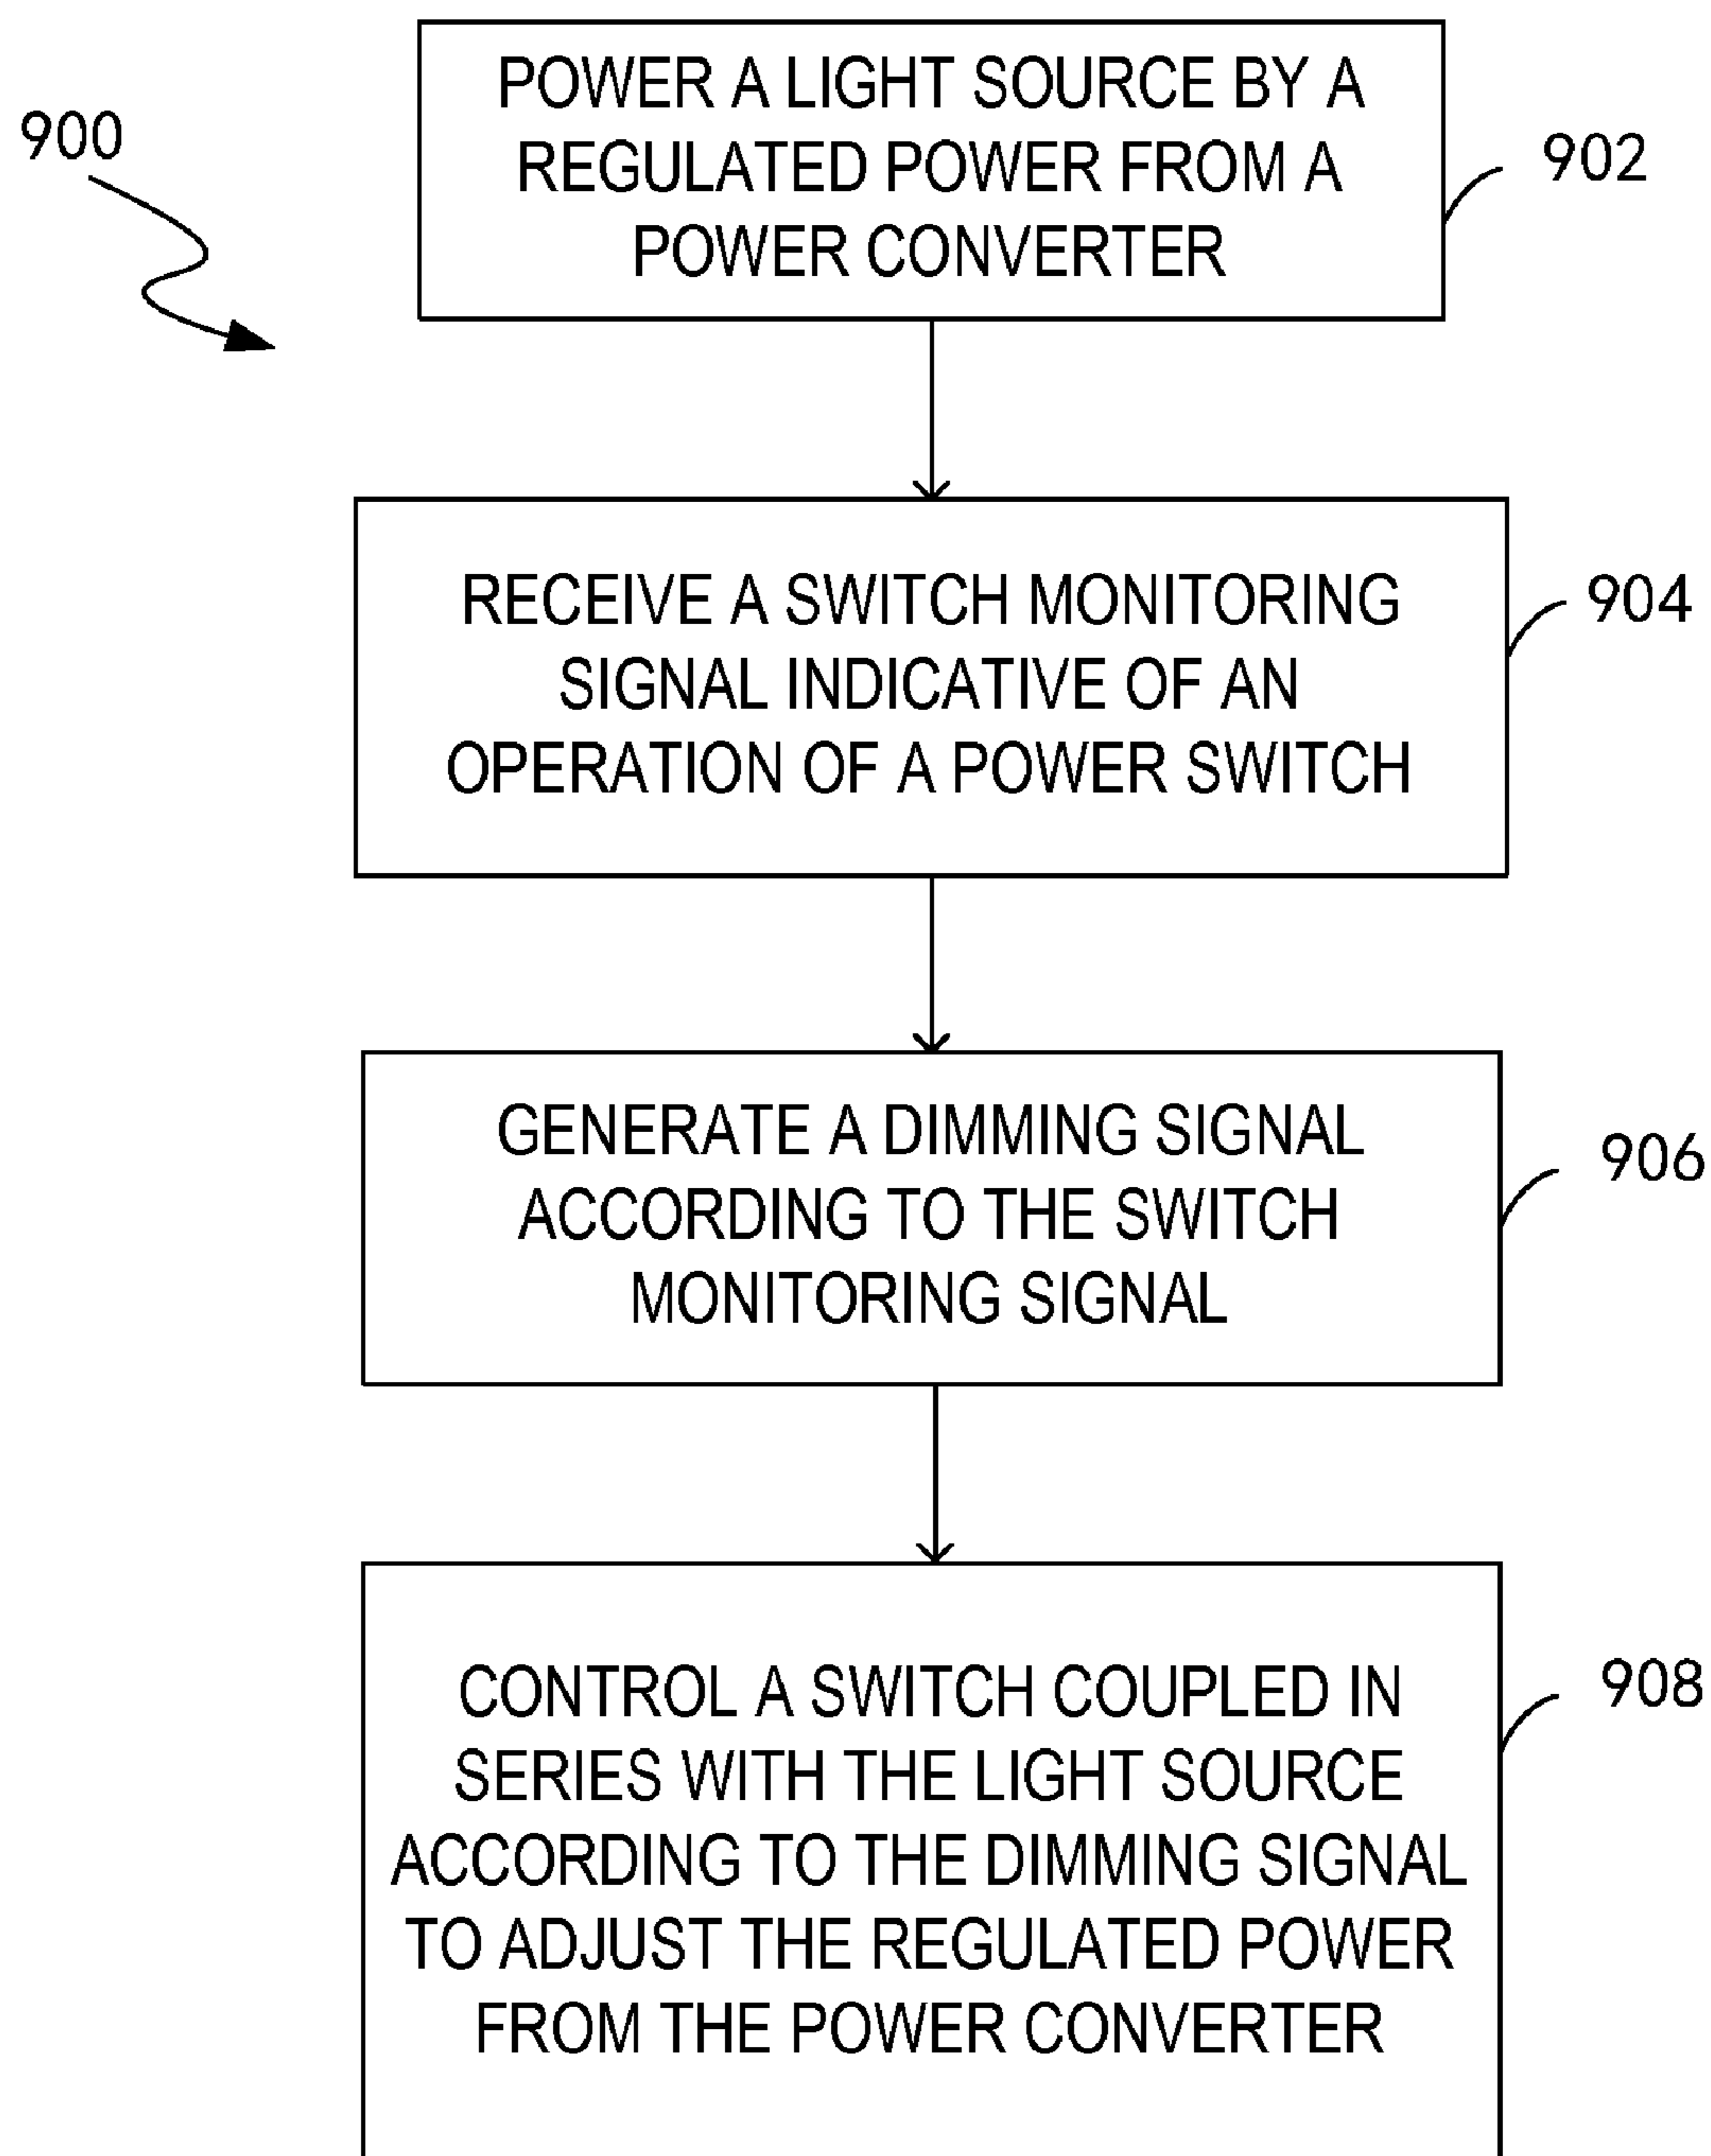 900
POWER A LIGHT SOURCE BY A
REGULATED POWER FROM A
POWER CONVERTER
902
RECEIVE A SWITCH MONITORING
SIGNAL INDICATIVE OF AN
OPERATION OF A POWER SWITCH
904
GENERATE A DIMMING SIGNAL
ACCORDING TO THE SWITCH
MONITORING SIGNAL
906
CONTROL A SWITCH COUPLED IN
SERIES WITH THE LIGHT SOURCE
ACCORDING TO THE DIMMING SIGNAL
TO ADJUST THE REGULATED POWER
FROM THE POWER CONVERTER
908